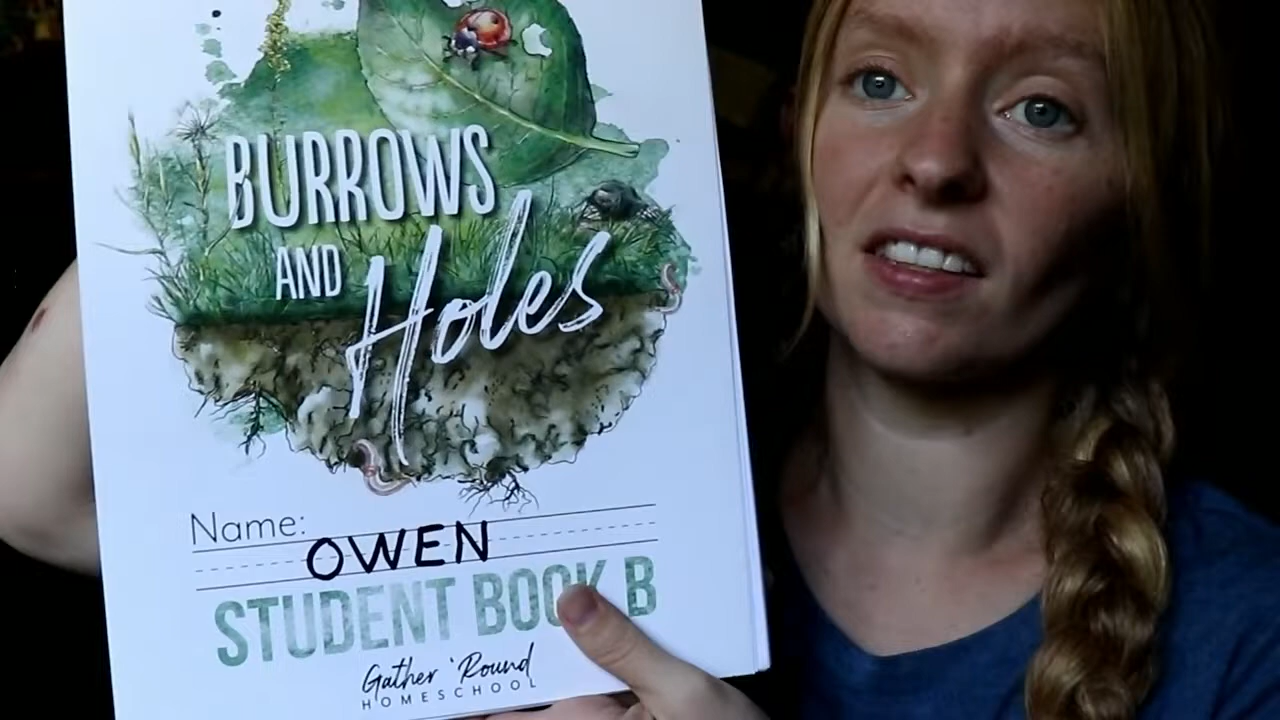 BURROWS
AND Holes
Name: OWEN
STUDENT BOOK B
Gather 'Round
HOMESCHOOL